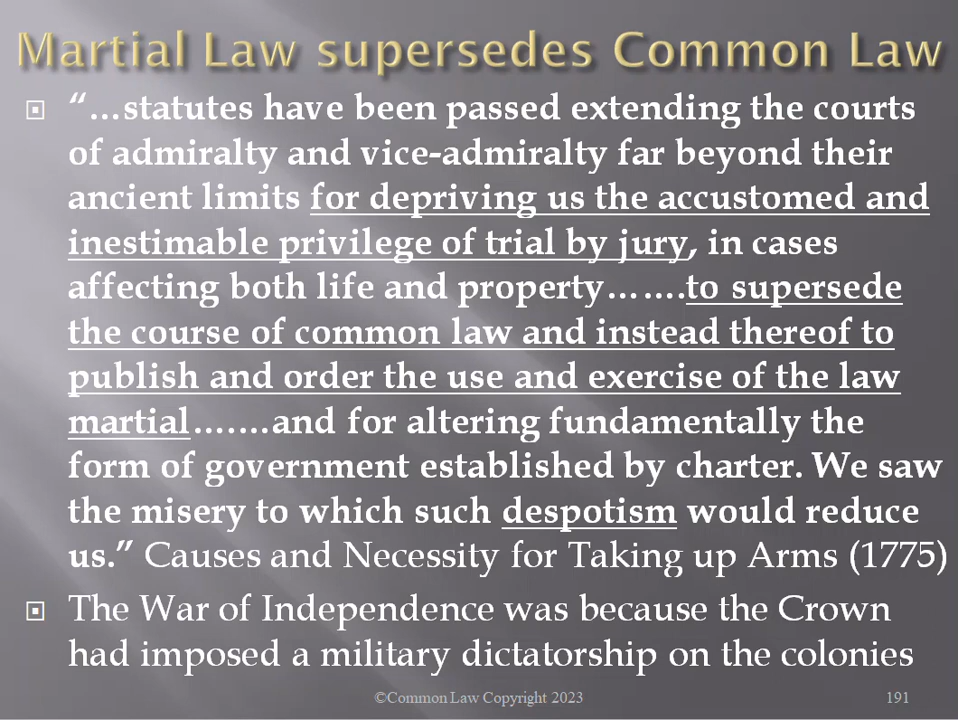 Martial Law supersedes Common Law
“…statutes have been passed extending the courts
of admiralty and vice-admiralty far beyond their
ancient limits for depriving us the accustomed and
inestimable privilege of trial by jury, in cases
affecting both life and property…….to supersede
the course of common law and instead thereof to
publish and order the use and exercise of the law
martial…….and for altering fundamentally the
form of government established by charter. We saw
the misery to which such despotism would reduce
us.” Causes and Necessity for Taking up Arms (1775)
The War of Independence was because the Crown
had imposed a military dictatorship on the colonies
©Common Law Copyright 2023 191